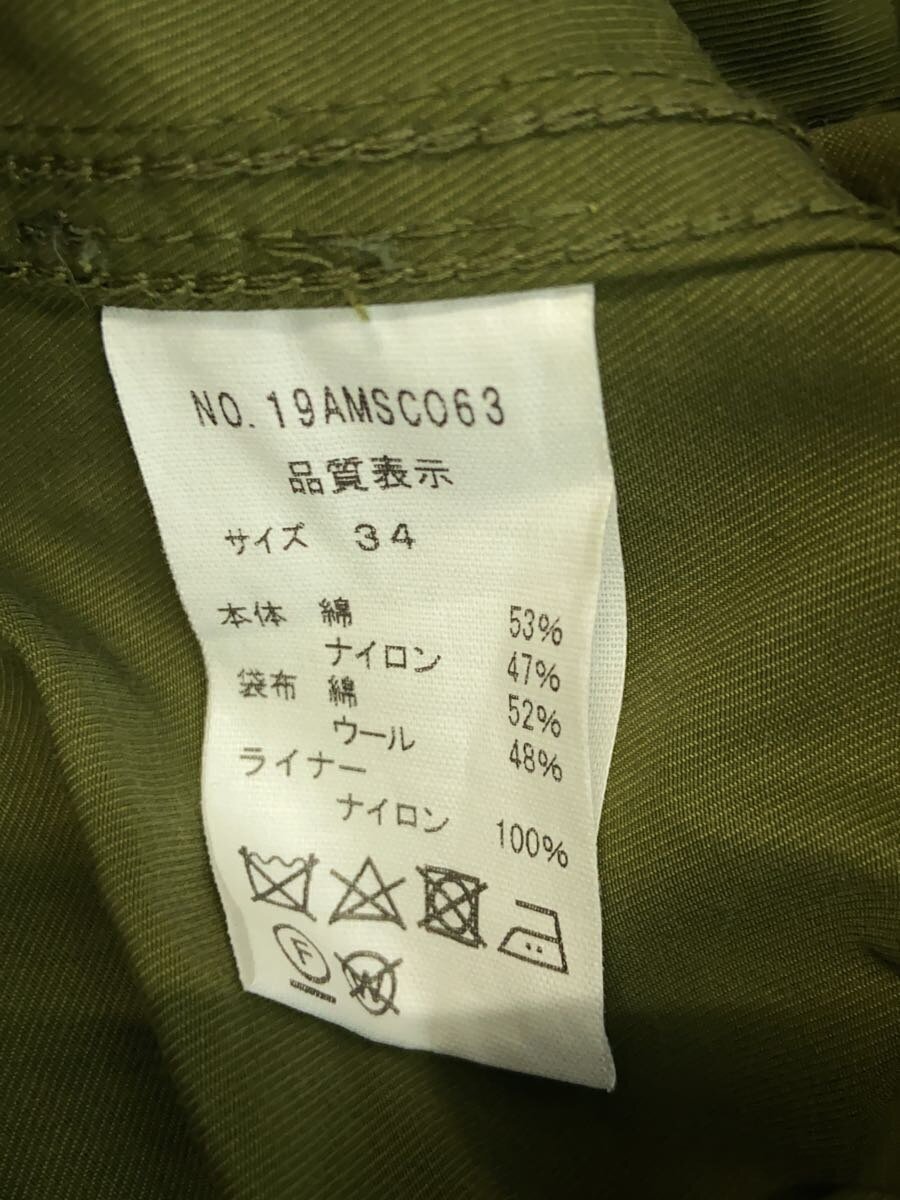 NO.19AMSCO63
品質表示
サイズ 34
本体 綿 53%
ナイロン 47%
袋布 綿 52%
ウール 48%
ライナー
ナイロン 100%
F W